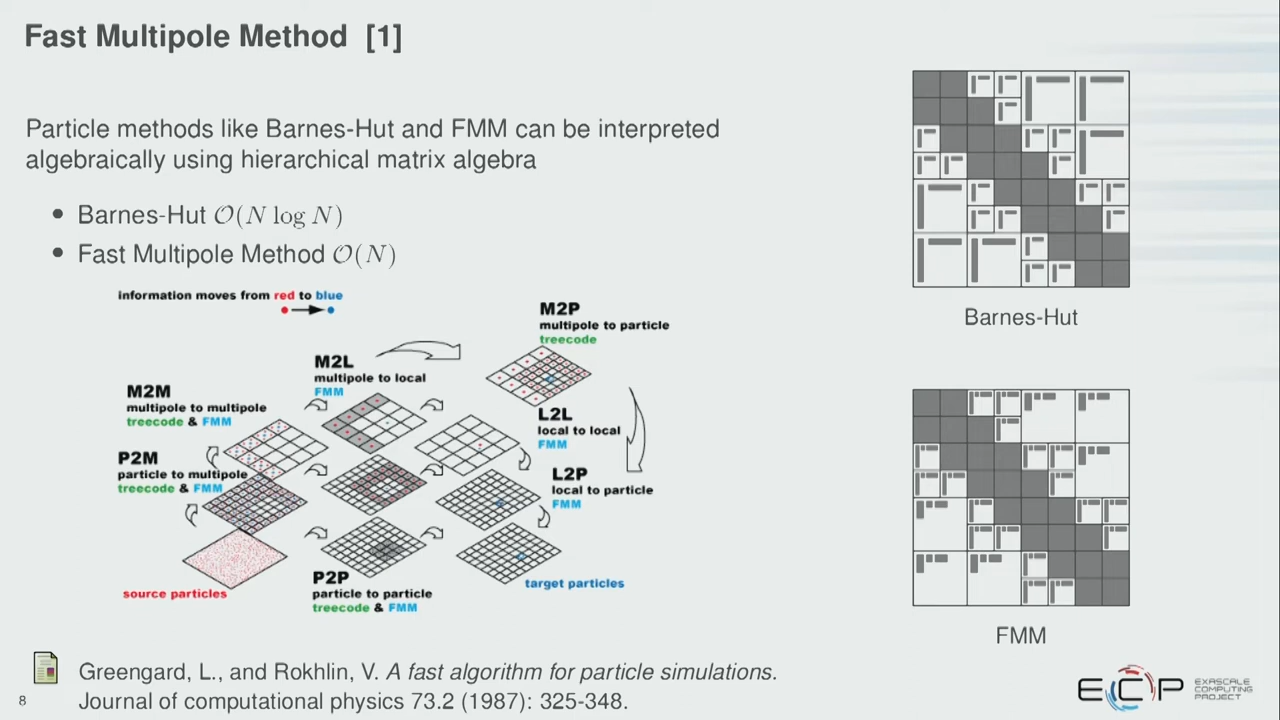 Fast Multipole Method [1]
Particle methods like Barnes-Hut and FMM can be interpreted
algebraically using hierarchical matrix algebra
• Barnes-Hut 𝒪(N log N)
• Fast Multipole Method 𝒪(N)
information moves from red to blue
M2P
multipole to particle
treecode
M2L
multipole to local
FMM
M2M
multipole to multipole
treecode & FMM
L2L
local to local
FMM
P2M
particle to multipole
treecode & FMM
L2P
local to particle
FMM
source particles
P2P
particle to particle
treecode & FMM
target particles
Barnes-Hut
FMM
Greengard, L., and Rokhlin, V. A fast algorithm for particle simulations.
Journal of computational physics 73.2 (1987): 325-348.
8
ECP
EXASCALE
COMPUTING
PROJECT